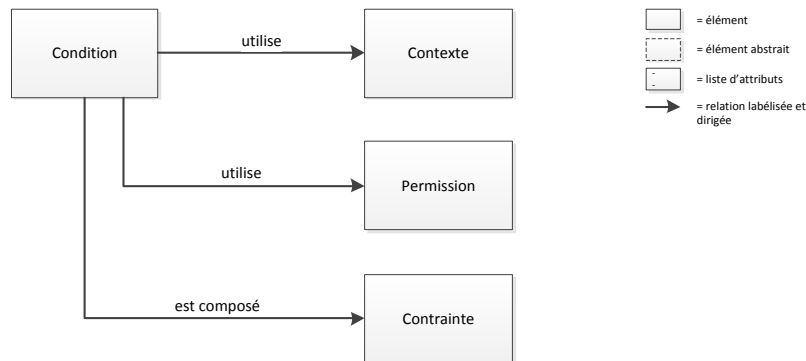 Condition
utilise
Contexte
utilise
Permission
est composé
Contrainte
= élément
= élément abstrait
= liste d'attributs
= relation labélisée et
dirigée